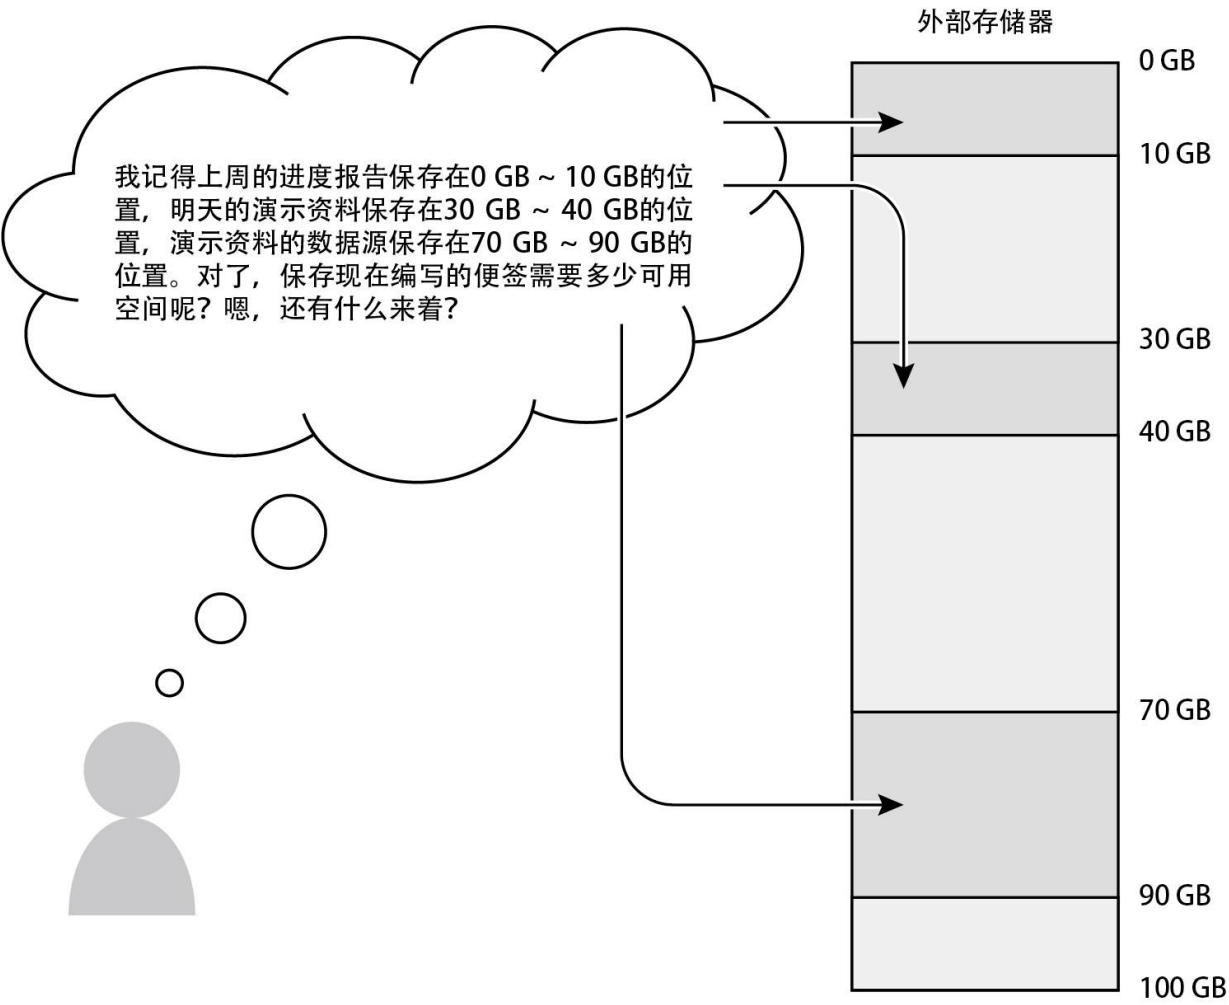 外部存储器
0 GB
10 GB
我记得上周的进度报告保存在0 GB ~ 10 GB的位
置，明天的演示资料保存在30 GB ~ 40 GB的位
置，演示资料的数据源保存在70 GB ~ 90 GB的
位置。对了，保存现在编写的便签需要多少可用
空间呢？嗯，还有什么来着？
30 GB
40 GB
70 GB
90 GB
100 GB